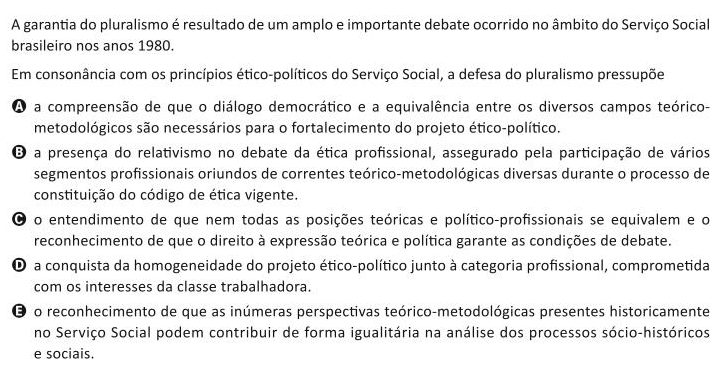 A garantia do pluralismo é resultado de um amplo e importante debate ocorrido no âmbito do Serviço Social
brasileiro nos anos 1980.
Em consonância com os princípios ético-políticos do Serviço Social, a defesa do pluralismo pressupõe
A a compreensão de que o diálogo democrático e a equivalência entre os diversos campos teórico-
metodológicos são necessários para o fortalecimento do projeto ético-político.
B a presença do relativismo no debate da ética profissional, assegurado pela participação de vários
segmentos profissionais oriundos de correntes teórico-metodológicas diversas durante o processo de
constituição do código de ética vigente.
C o entendimento de que nem todas as posições teóricas e político-profissionais se equivalem e o
reconhecimento de que o direito à expressão teórica e política garante as condições de debate.
D a conquista da homogeneidade do projeto ético-político junto à categoria profissional, comprometida
com os interesses da classe trabalhadora.
E o reconhecimento de que as inúmeras perspectivas teórico-metodológicas presentes historicamente
no Serviço Social podem contribuir de forma igualitária na análise dos processos sócio-históricos
e sociais.